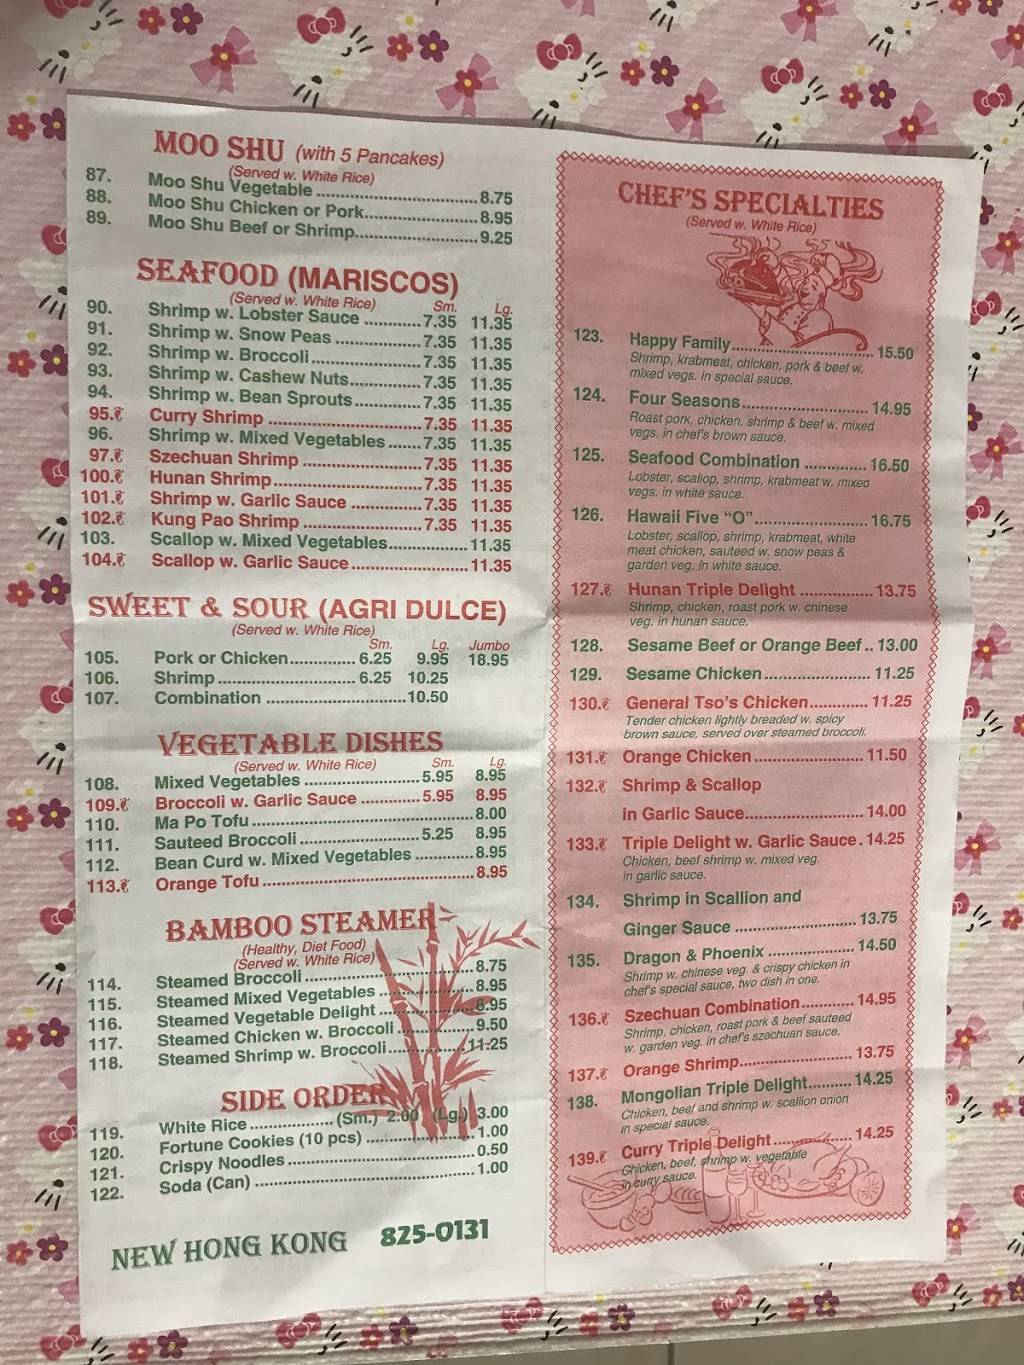 MOO SHU (with 5 Pancakes)
(Served w. White Rice)
87. Moo Shu Vegetable 8.75
88. Moo Shu Chicken or Pork 8.95
89. Moo Shu Beef or Shrimp 9.25
SEAFOOD (MARISCOS)
(Served w. White Rice) Sm. Lg.
90. Shrimp w. Lobster Sauce 7.35 11.35
91. Shrimp w. Snow Peas 7.35 11.35
92. Shrimp w. Broccoli 7.35 11.35
93. Shrimp w. Cashew Nuts 7.35 11.35
94. Shrimp w. Bean Sprouts 7.35 11.35
95. Curry Shrimp 7.35 11.35
96. Shrimp w. Mixed Vegetables 7.35 11.35
97. Szechuan Shrimp 7.35 11.35
100. Hunan Shrimp 7.35 11.35
101. Shrimp w. Garlic Sauce 7.35 11.35
102. Kung Pao Shrimp 7.35 11.35
103. Scallop w. Mixed Vegetables 11.35
104. Scallop w. Garlic Sauce 11.35
SWEET & SOUR (AGRI DULCE)
(Served w. White Rice)
Sm. Lg. Jumbo
105. Pork or Chicken 6.25 9.95 18.95
106. Shrimp 6.25 10.25
107. Combination 10.50
VEGETABLE DISHES
(Served w. White Rice) Sm. Lg.
108. Mixed Vegetables 5.95 8.95
109. Broccoli w. Garlic Sauce 5.95 8.95
110. Ma Po Tofu 8.00
111. Sauteed Broccoli 5.25 8.95
112. Bean Curd w. Mixed Vegetables 8.95
113. Orange Tofu 8.95
BAMBOO STEAMER
(Healthy, Diet Food)
(Served w. White Rice)
114. Steamed Broccoli 8.75
115. Steamed Mixed Vegetables 8.95
116. Steamed Vegetable Delight 8.95
117. Steamed Chicken w. Broccoli 9.50
118. Steamed Shrimp w. Broccoli 11.25
SIDE ORDER
119. White Rice (Sm.) 2.00 (Lg.) 3.00
120. Fortune Cookies (10 pcs) 1.00
121. Crispy Noodles 0.50
122. Soda (Can) 1.00
NEW HONG KONG 825-0131
CHEF'S SPECIALTIES
(Served w. White Rice)
123. Happy Family 15.50
Shrimp, krabmeat, chicken, pork & beef w.
mixed vegs. in special sauce.
124. Four Seasons 14.95
Roast pork, chicken, shrimp & beef w. mixed
vegs. in chef's brown sauce.
125. Seafood Combination 16.50
Lobster, scallop, shrimp, krabmeat w. mixed
vegs. in white sauce.
126. Hawaii Five "O" 16.75
Lobster, scallop, shrimp, krabmeat, white
meat chicken, sauteed w. snow peas &
garden veg. in white sauce.
127. Hunan Triple Delight 13.75
Shrimp, chicken, roast pork w. chinese
veg. in hunan sauce.
128. Sesame Beef or Orange Beef 13.00
129. Sesame Chicken 11.25
130. General Tso's Chicken 11.25
Tender chicken lightly breaded w. spicy
brown sauce, served over steamed broccoli.
131. Orange Chicken 11.50
132. Shrimp & Scallop
in Garlic Sauce 14.00
133. Triple Delight w. Garlic Sauce 14.25
Chicken, beef shrimp w. mixed veg.
in garlic sauce.
134. Shrimp in Scallion and
Ginger Sauce 13.75
135. Dragon & Phoenix 14.50
Shrimp w. chinese veg. & crispy chicken in
chef's special sauce, two dish in one.
136. Szechuan Combination 14.95
Shrimp, chicken, roast pork & beef sauteed
w. garden veg. in chef's szechuan sauce.
137. Orange Shrimp 13.75
138. Mongolian Triple Delight 14.25
Chicken, beef and shrimp w. scallion onion
in special sauce.
139. Curry Triple Delight 14.25
Chicken, beef, shrimp w. vegetable
in curry sauce.